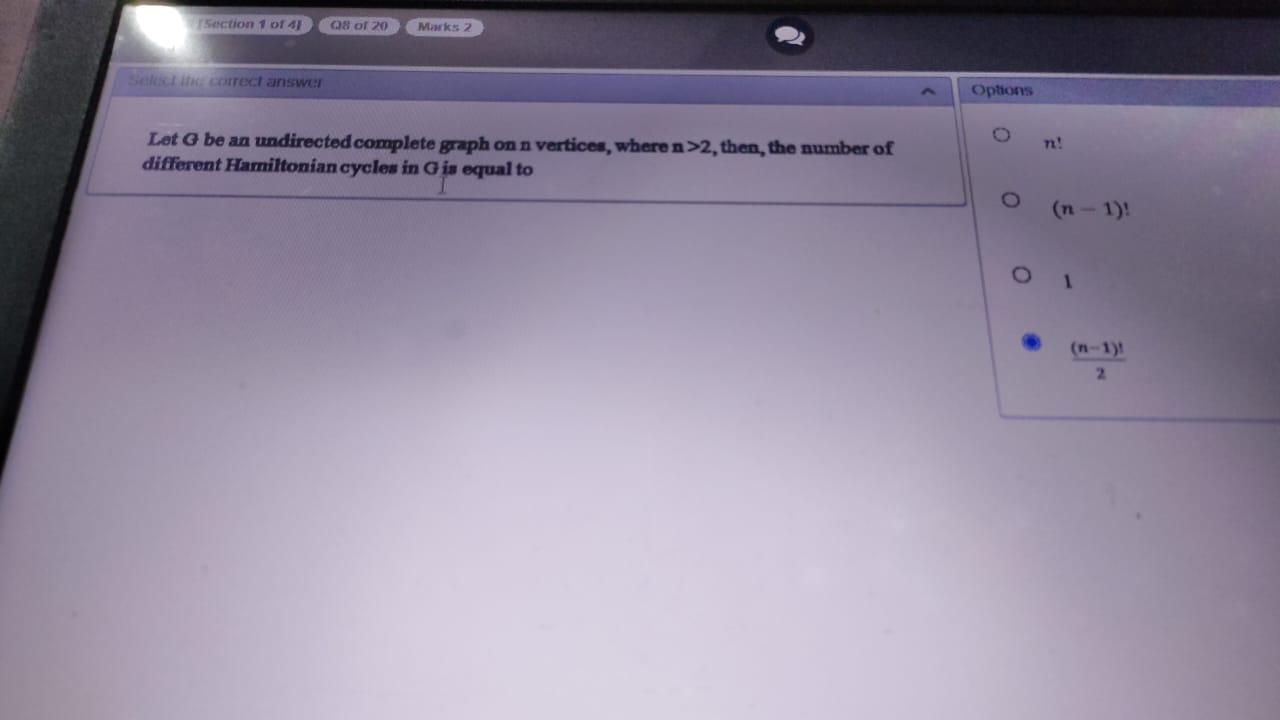 [Section 1 of 4] Q8 of 20 Marks 2
Select the correct answer
Let G be an undirected complete graph on n vertices, where n>2, then, the number of
different Hamiltonian cycles in G is equal to
Options
n!
(n − 1)!
1
(n−1)!
2